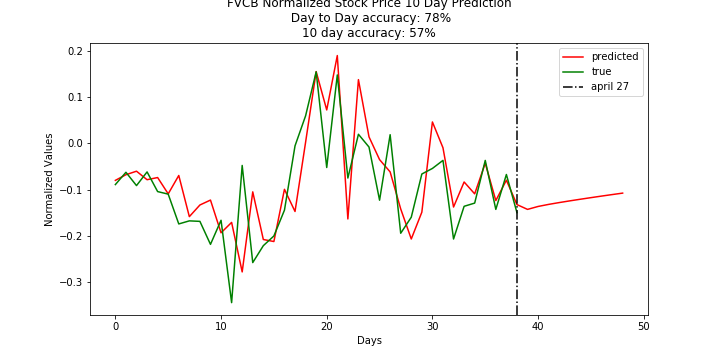 FVCB Normalized Stock Price 10 Day Prediction
Day to Day accuracy: 78%
10 day accuracy: 57%
predicted
true
april 27
0.2
0.1
0.0
−0.1
−0.2
−0.3
Normalized Values
0 10 20 30 40 50
Days